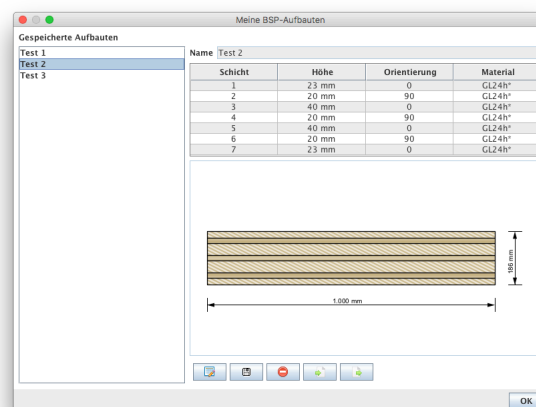 Meine BSP-Aufbauten
Gespeicherte Aufbauten
Test 1
Test 2
Test 3
Name Test 2
Schicht Höhe Orientierung Material
1 23 mm 0 GL24h*
2 20 mm 90 GL24h*
3 40 mm 0 GL24h*
4 20 mm 90 GL24h*
5 40 mm 0 GL24h*
6 20 mm 90 GL24h*
7 23 mm 0 GL24h*
186 mm
1.000 mm
OK